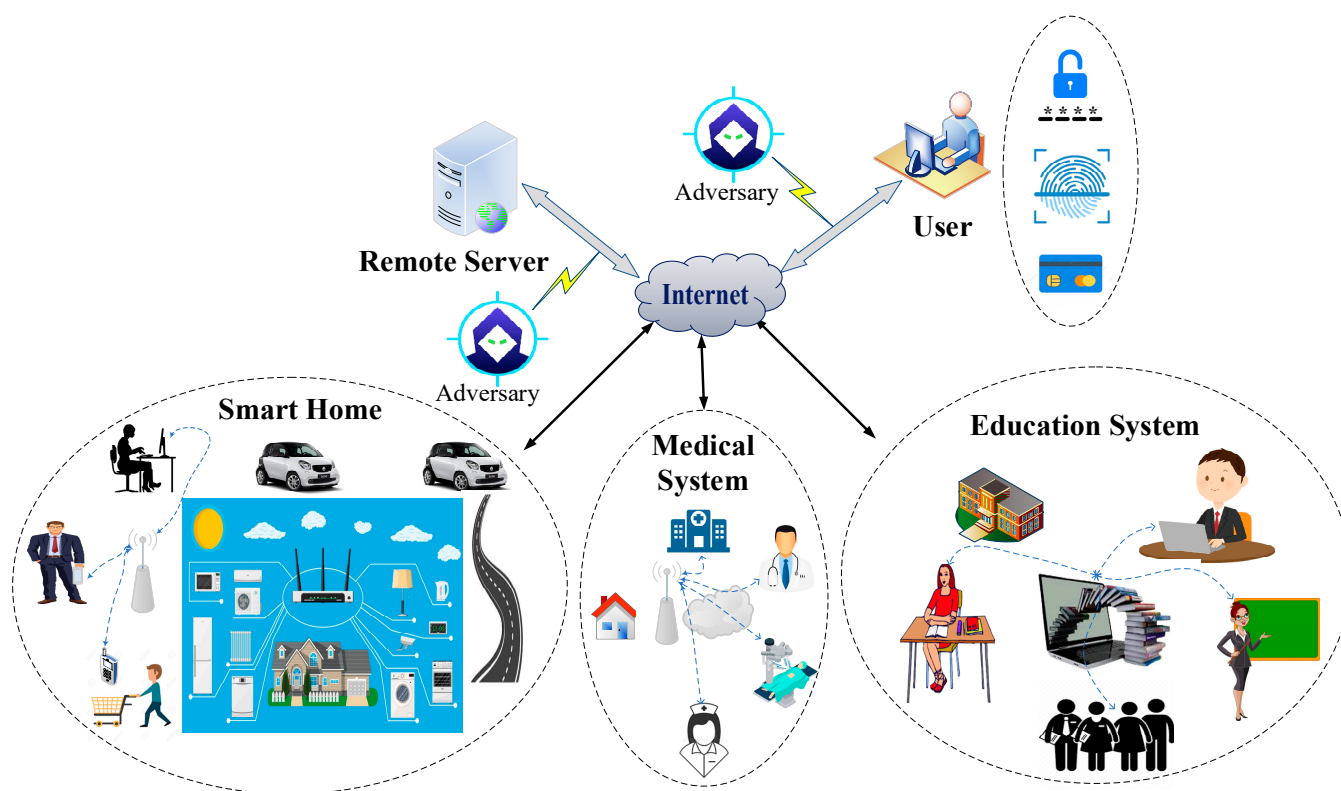 * * * *
Adversary
User
Remote Server
Internet
Adversary
Smart Home
Medical
System
Education System